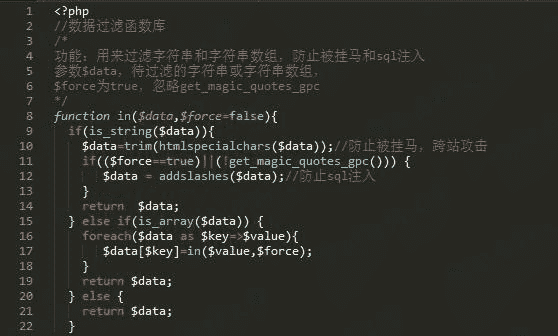 1 <?php
2 //数据过滤函数库
3 /*
4 功能：用来过滤字符串和字符串数组，防止被挂马和sql注入
5 参数$data，待过滤的字符串或字符串数组，
6 $force为true，忽略get_magic_quotes_gpc
7 */
8 function in($data,$force=false){
9 if(is_string($data)){
10 $data=trim(htmlspecialchars($data));//防止被挂马，跨站攻击
11 if(($force==true)||(!get_magic_quotes_gpc())) {
12 $data = addslashes($data);//防止sql注入
13 }
14 return $data;
15 } else if(is_array($data)) {
16 foreach($data as $key=>$value){
17 $data[$key]=in($value,$force);
18 }
19 return $data;
20 } else {
21 return $data;
22 }